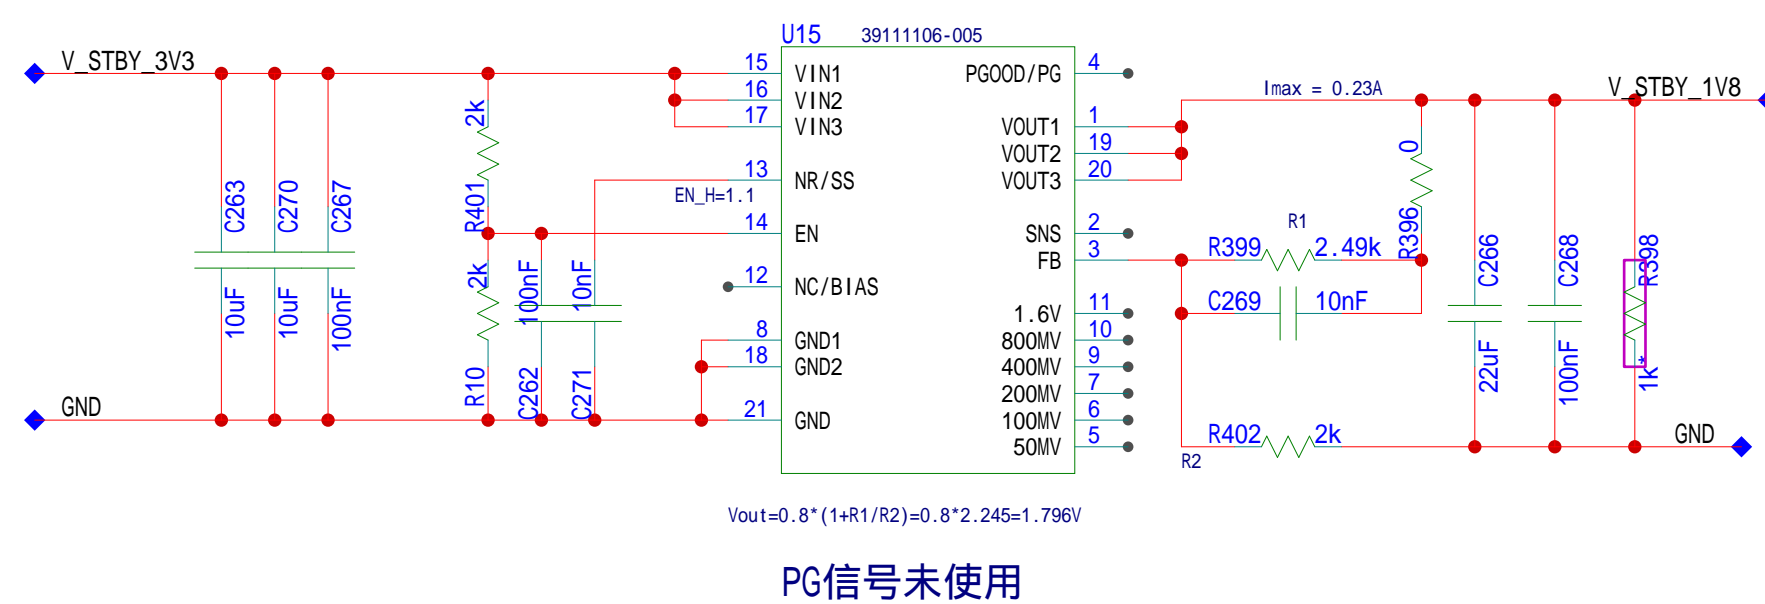 U15 39111106-005
V_STBY_3V3
15 VIN1
16 VIN2
17 VIN3
13 NR/SS
EN_H=1.1
14 EN
12 NC/BIAS
8 GND1
18 GND2
21 GND
PGOOD/PG 4
VOUT1 1
VOUT2 19
VOUT3 20
SNS 2
FB 3
1.6V 11
800MV 10
400MV 9
200MV 7
100MV 6
50MV 5
C263 10uF
C270 10uF
C267 100nF
R401 2k
R10 2k
C262 100nF
C271 10nF
GND
Imax = 0.23A
V_STBY_1V8
R396 0
R1
R399 2.49k
C269 10nF
R402 2k
R2
C266 22uF
C268 100nF
R398 1k*
GND
Vout=0.8*(1+R1/R2)=0.8*2.245=1.796V
PG信号未使用